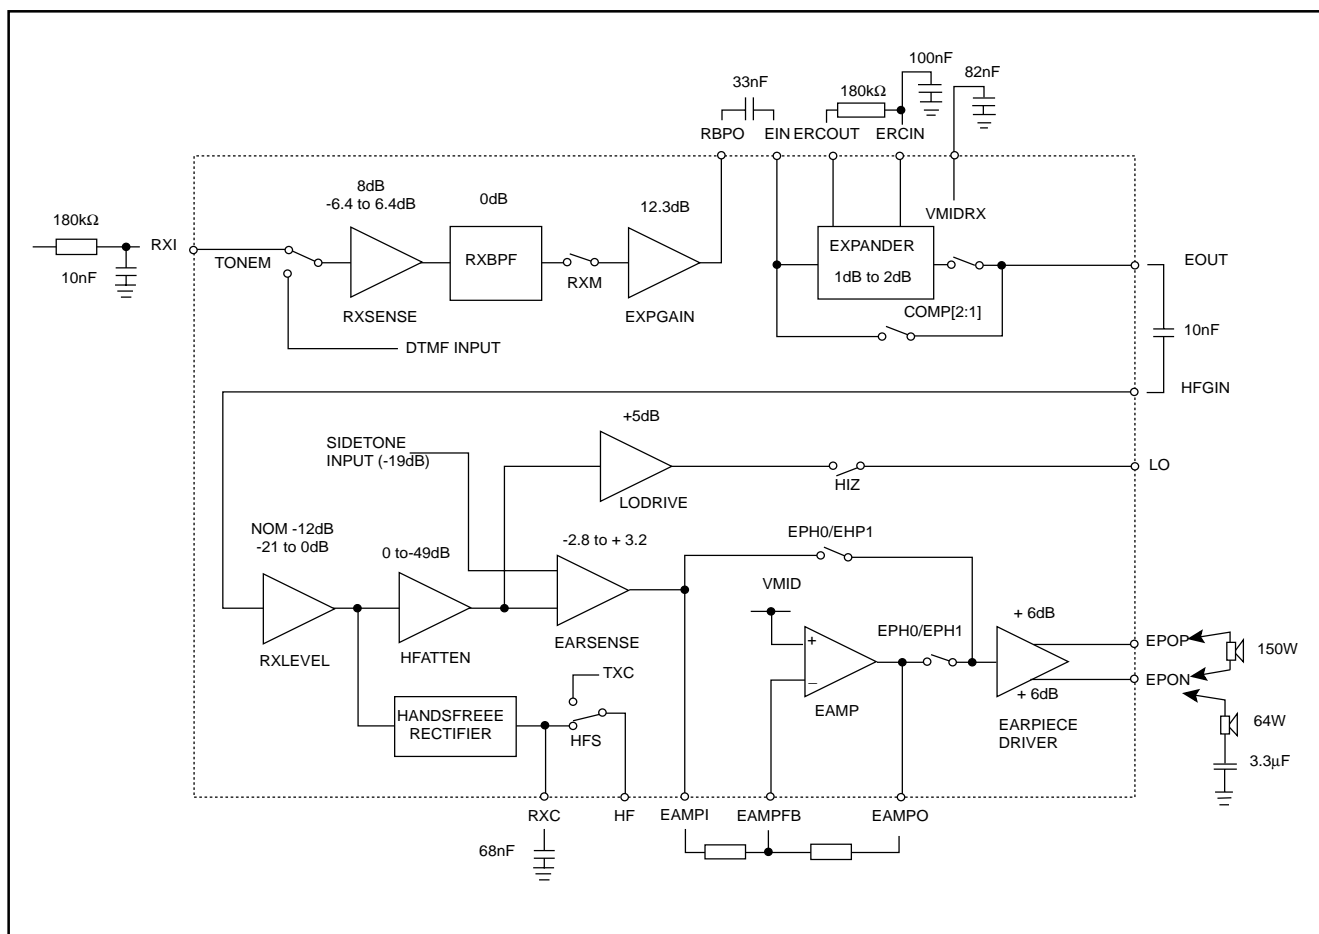 100nF
33nF
180kΩ
82nF
RBPO
EIN
ERCOUT
ERCIN
8dB
-6.4 to 6.4dB
0dB
12.3dB
VMIDRX
180kΩ
RXI
TONEM
RXBPF
EXPANDER
1dB to 2dB
EOUT
10nF
RXSENSE
RXM
EXPGAIN
COMP[2:1]
10nF
DTMF INPUT
HFGIN
+5dB
SIDETONE
INPUT (-19dB)
LODRIVE
HIZ
LO
NOM -12dB
-21 to 0dB
0 to-49dB
-2.8 to + 3.2
EPH0/EHP1
VMID
+ 6dB
EPH0/EPH1
+
–
EPOP
150W
RXLEVEL
HFATTEN
EARSENSE
TXC
EAMP
+ 6dB
EPON
HANDSFREEE
RECTIFIER
HFS
EARPIECE
DRIVER
64W
3.3µF
RXC
HF
EAMPI
EAMPFB
EAMPO
68nF